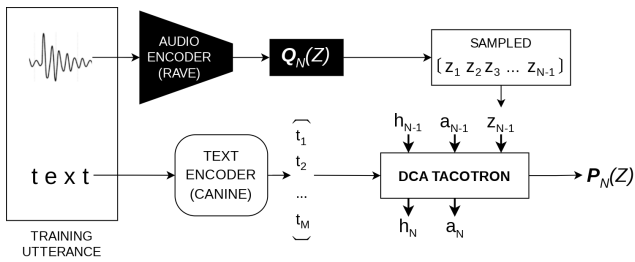 AUDIO
ENCODER
(RAVE)
Q_N(Z)
SAMPLED
[z_1 z_2 z_3 ... z_N-1]
text
TEXT
ENCODER
(CANINE)
t_1
t_2
...
t_M
h_N-1 a_N-1 z_N-1
DCA TACOTRON
P_N(Z)
h_N a_N
TRAINING
UTTERANCE